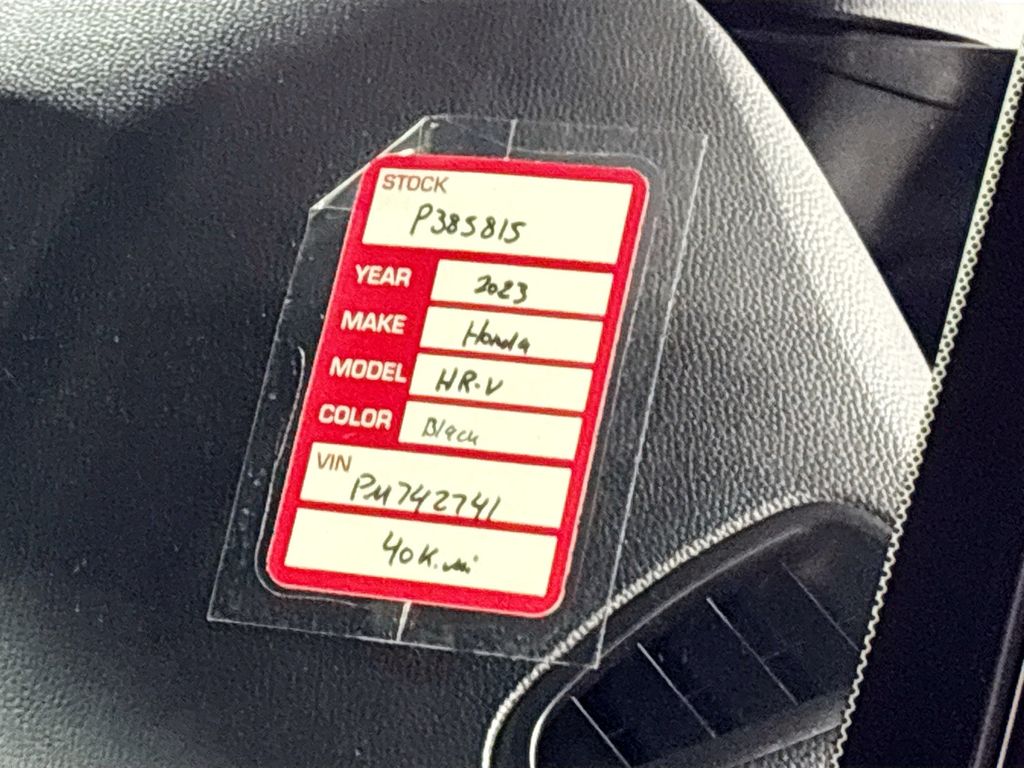 STOCK
P385815
YEAR 2023
MAKE Honda
MODEL HR-V
COLOR Black
VIN
PM742741
40K.mi